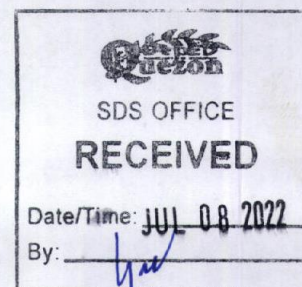 Quezon
SDS OFFICE
RECEIVED
Date/Time: JUL 08 2022
By: